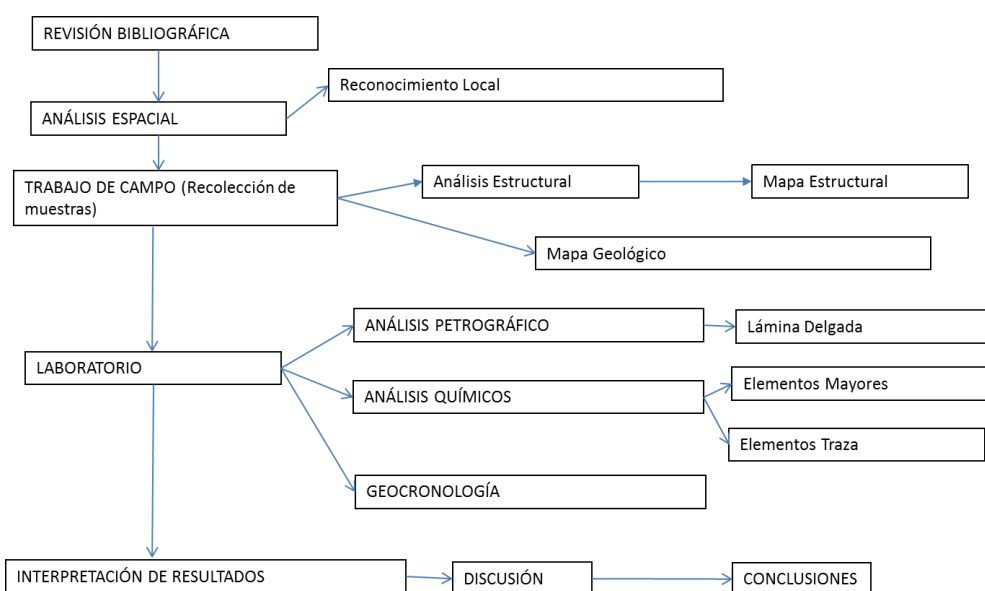 REVISIÓN BIBLIOGRÁFICA
Reconocimiento Local
ANÁLISIS ESPACIAL
TRABAJO DE CAMPO (Recolección de
muestras)
Análisis Estructural
Mapa Estructural
Mapa Geológico
ANÁLISIS PETROGRÁFICO
Lámina Delgada
LABORATORIO
ANÁLISIS QUÍMICOS
Elementos Mayores
Elementos Traza
GEOCRONOLOGÍA
INTERPRETACIÓN DE RESULTADOS
DISCUSIÓN
CONCLUSIONES